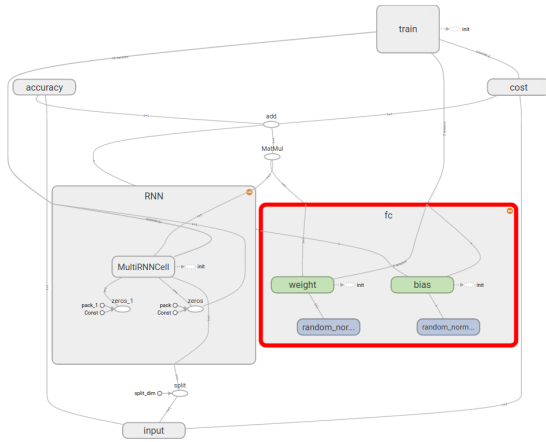 train
init
accuracy
cost
add
MatMul
RNN
fc
MultiRNNCell
init
weight
init
bias
init
pack_1
zeros_1
Const
pack
zeros
Const
random_nor...
random_norm...
split
split_dim
input